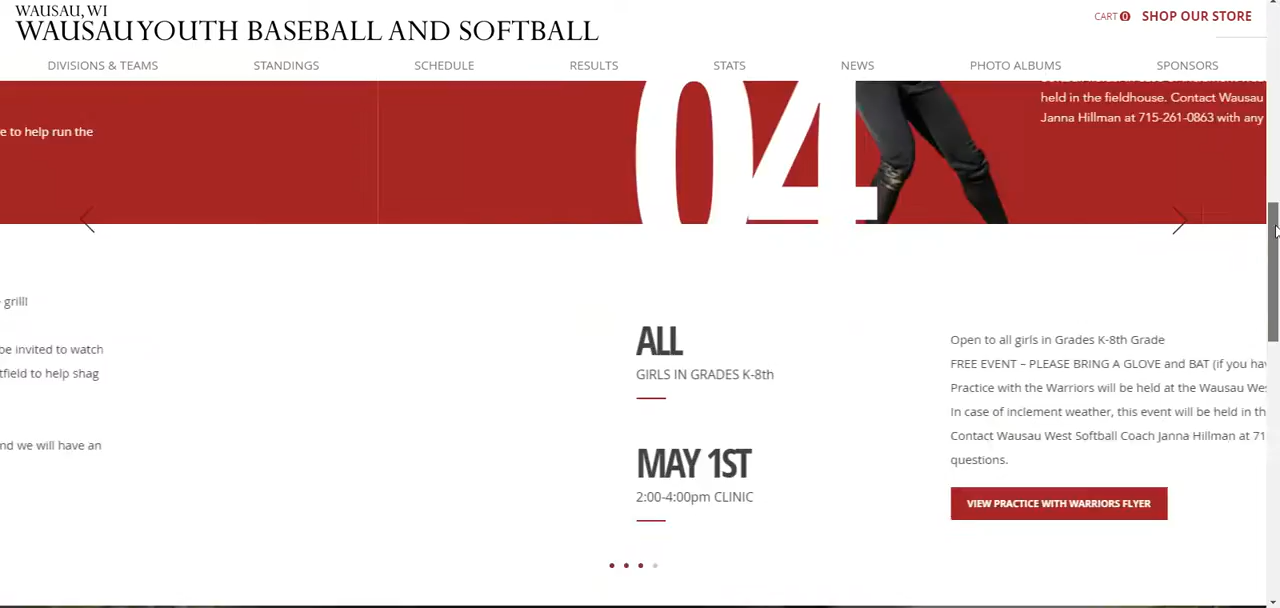 WAUSAU, WI
WAUSAU YOUTH BASEBALL AND SOFTBALL
CART 0 SHOP OUR STORE
DIVISIONS & TEAMS STANDINGS SCHEDULE RESULTS STATS NEWS PHOTO ALBUMS SPONSORS
held in the fieldhouse. Contact Wausau
Janna Hillman at 715-261-0863 with any
e to help run the
04
grill!
be invited to watch
tfield to help shag
nd we will have an
ALL
GIRLS IN GRADES K-8th
MAY 1ST
2:00-4:00pm CLINIC
Open to all girls in Grades K-8th Grade
FREE EVENT – PLEASE BRING A GLOVE and BAT (if you hav
Practice with the Warriors will be held at the Wausau Wes
In case of inclement weather, this event will be held in th
Contact Wausau West Softball Coach Janna Hillman at 71
questions.
VIEW PRACTICE WITH WARRIORS FLYER